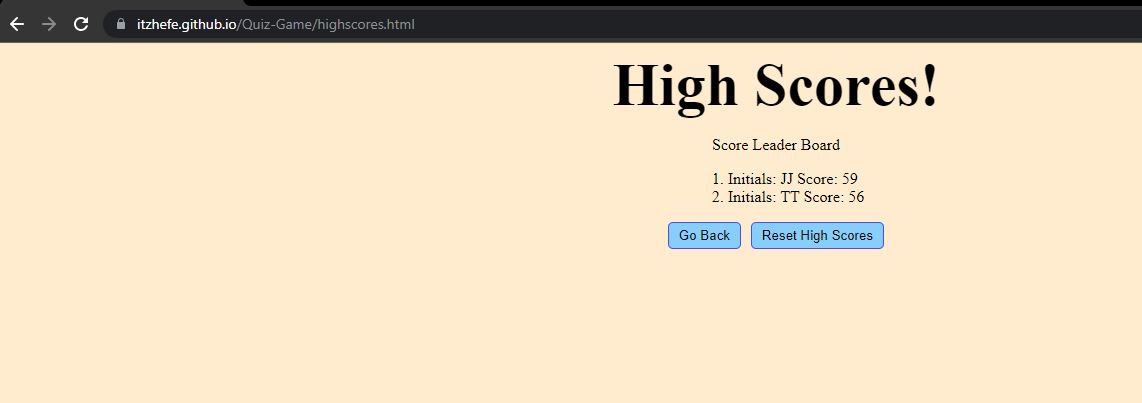 itzhefe.github.io/Quiz-Game/highscores.html
High Scores!
Score Leader Board
1. Initials: JJ Score: 59
2. Initials: TT Score: 56
Go Back Reset High Scores